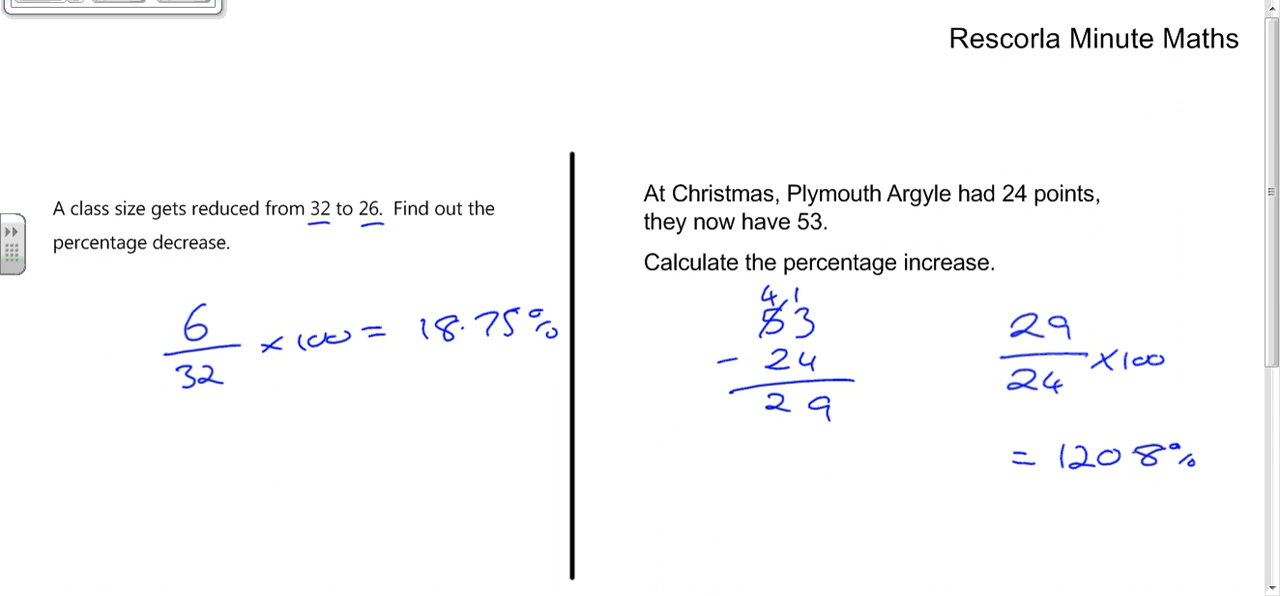 Rescorla Minute Maths
A class size gets reduced from 32 to 26. Find out the
percentage decrease.
6
32
× 100 = 18.75%
At Christmas, Plymouth Argyle had 24 points,
they now have 53.
Calculate the percentage increase.
4 1
53
- 24
29
29
24
× 100
= 120 8%